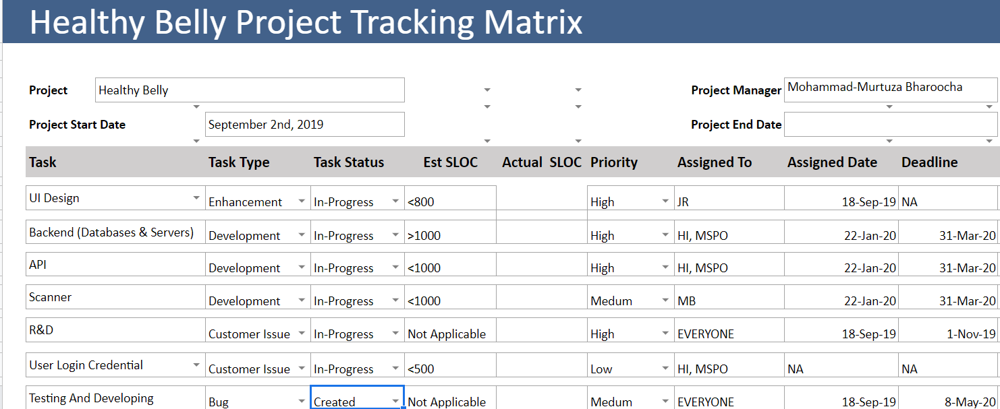 Healthy Belly Project Tracking Matrix
Project Healthy Belly Project Manager Mohammad-Murtuza Bharoocha
Project Start Date September 2nd, 2019 Project End Date
Task Task Type Task Status Est SLOC Actual SLOC Priority Assigned To Assigned Date Deadline
UI Design Enhancement In-Progress <800 High JR 18-Sep-19 NA
Backend (Databases & Servers) Development In-Progress >1000 High HI, MSPO 22-Jan-20 31-Mar-20
API Development In-Progress <1000 High HI, MSPO 22-Jan-20 31-Mar-20
Scanner Development In-Progress <1000 Medum MB 22-Jan-20 31-Mar-20
R&D Customer Issue In-Progress Not Applicable High EVERYONE 18-Sep-19 1-Nov-19
User Login Credential Customer Issue In-Progress <500 Low HI, MSPO NA NA
Testing And Developing Bug Created Not Applicable Medum EVERYONE 18-Sep-19 8-May-20